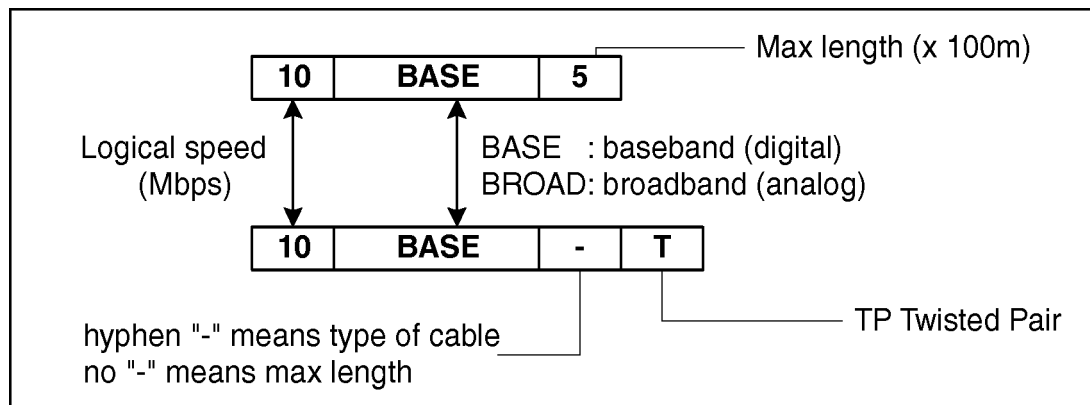 Max length (x 100m)
10 BASE 5
Logical speed
(Mbps)
BASE : baseband (digital)
BROAD: broadband (analog)
10 BASE - T
TP Twisted Pair
hyphen "-" means type of cable
no "-" means max length